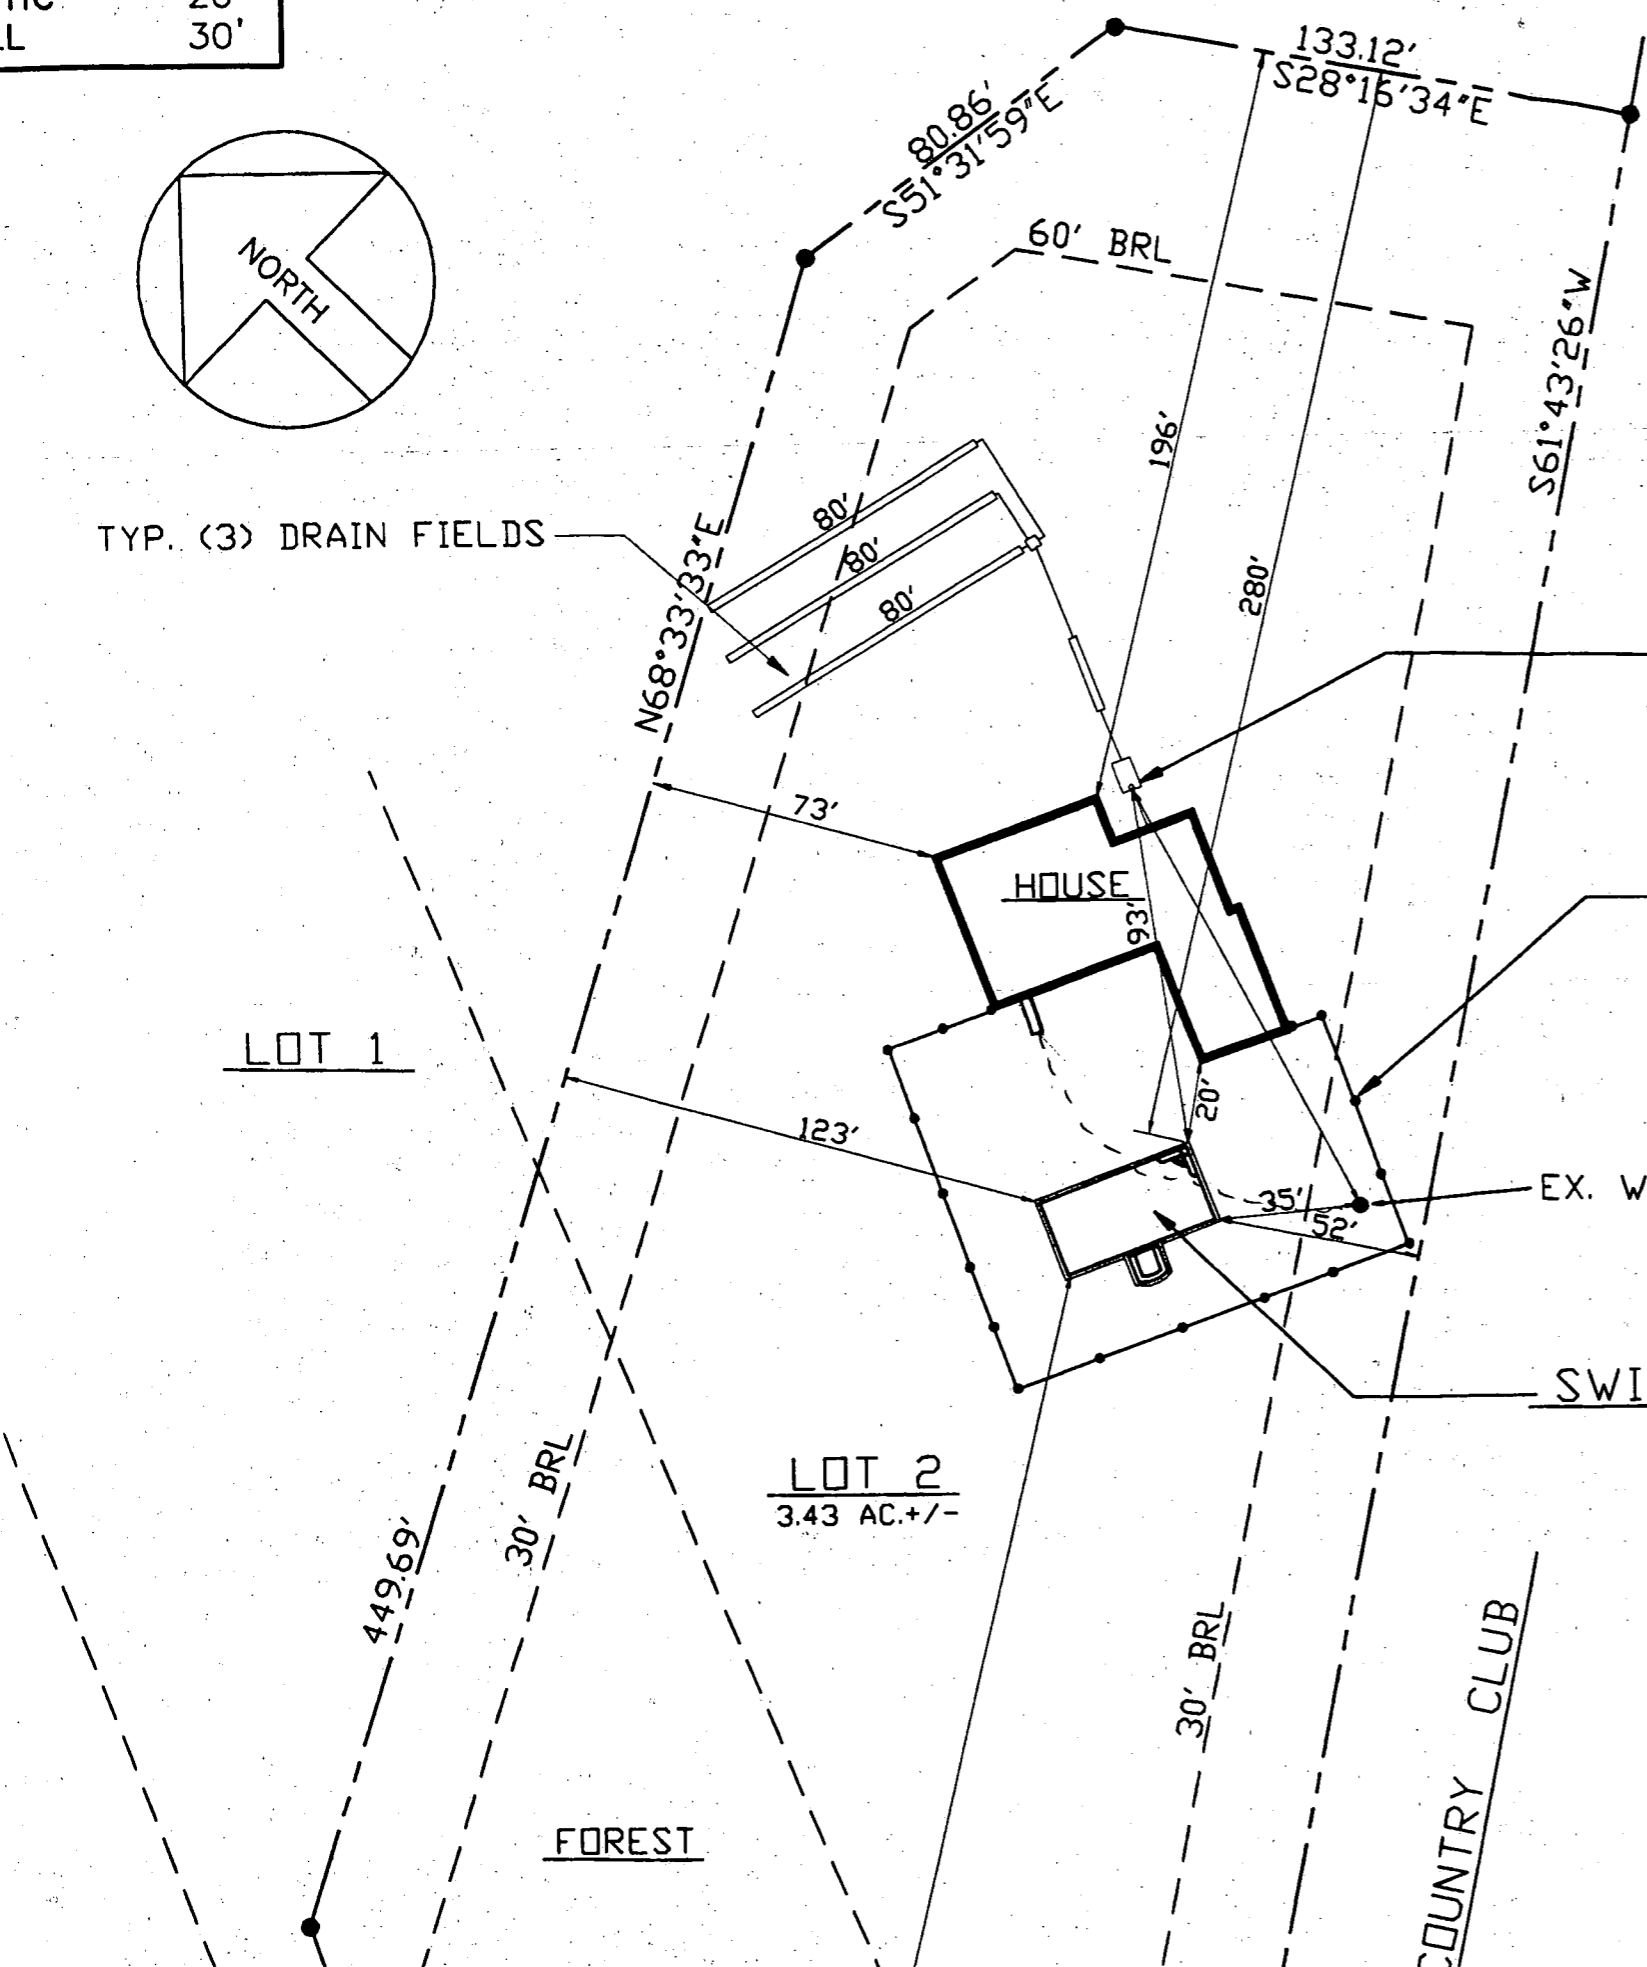 30'
133.12'
S28°16'34"E
80.86'
S51°31'59"E
60' BRL
NORTH
S61°43'26"W
196'
280'
TYP. (3) DRAIN FIELDS
80'
80'
80'
N68°33'33"E
73'
HOUSE
93'
LOT 1
20'
123'
35'
52'
EX. W
SWI
LOT 2
3.43 AC.+/-
30' BRL
449.69'
30' BRL
COUNTRY CLUB
FOREST